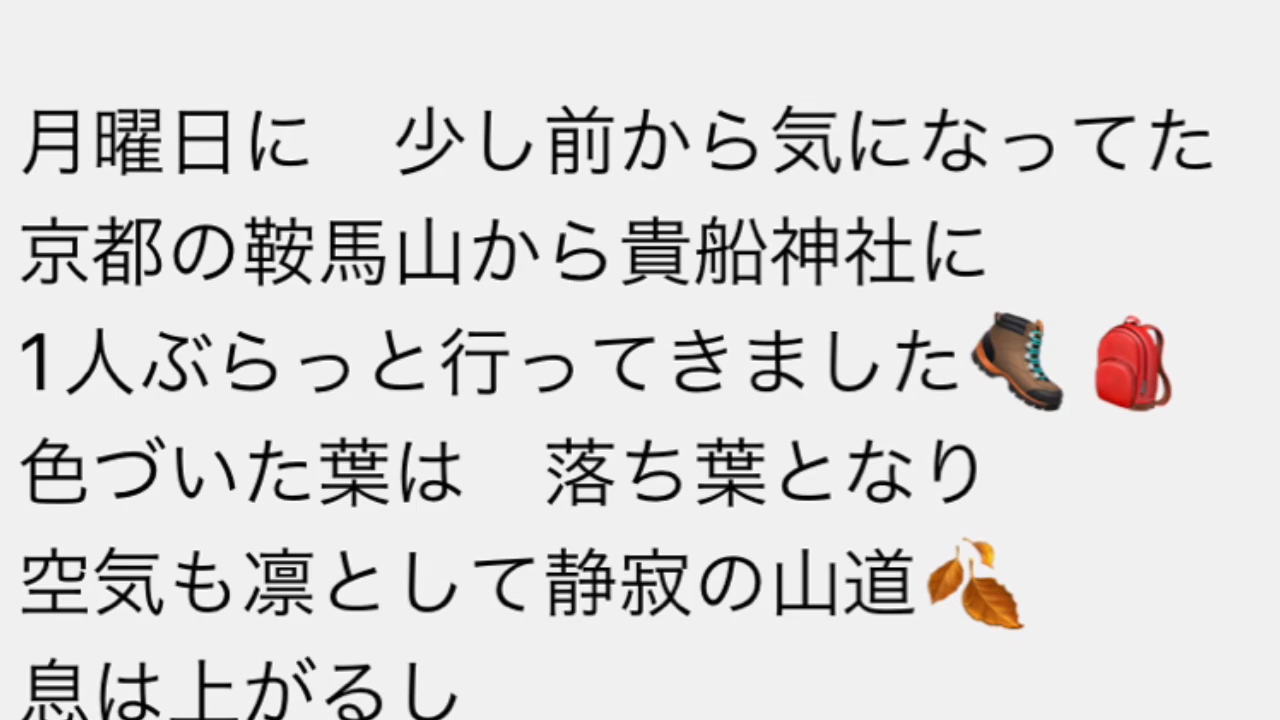 月曜日に　少し前から気になってた
京都の鞍馬山から貴船神社に
1人ぶらっと行ってきました🥾🎒
色づいた葉は　落ち葉となり
空気も凛として静寂の山道🍂
息は上がるし